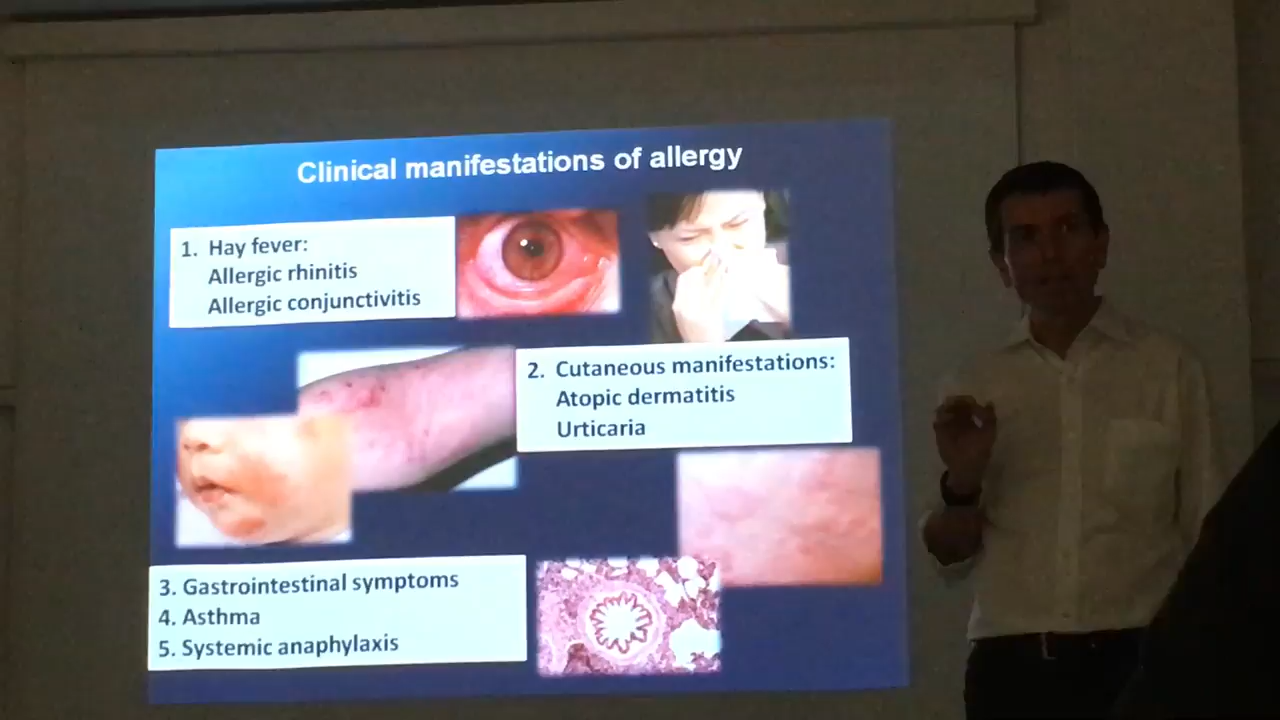 Clinical manifestations of allergy
1. Hay fever:
Allergic rhinitis
Allergic conjunctivitis
2. Cutaneous manifestations:
Atopic dermatitis
Urticaria
3. Gastrointestinal symptoms
4. Asthma
5. Systemic anaphylaxis